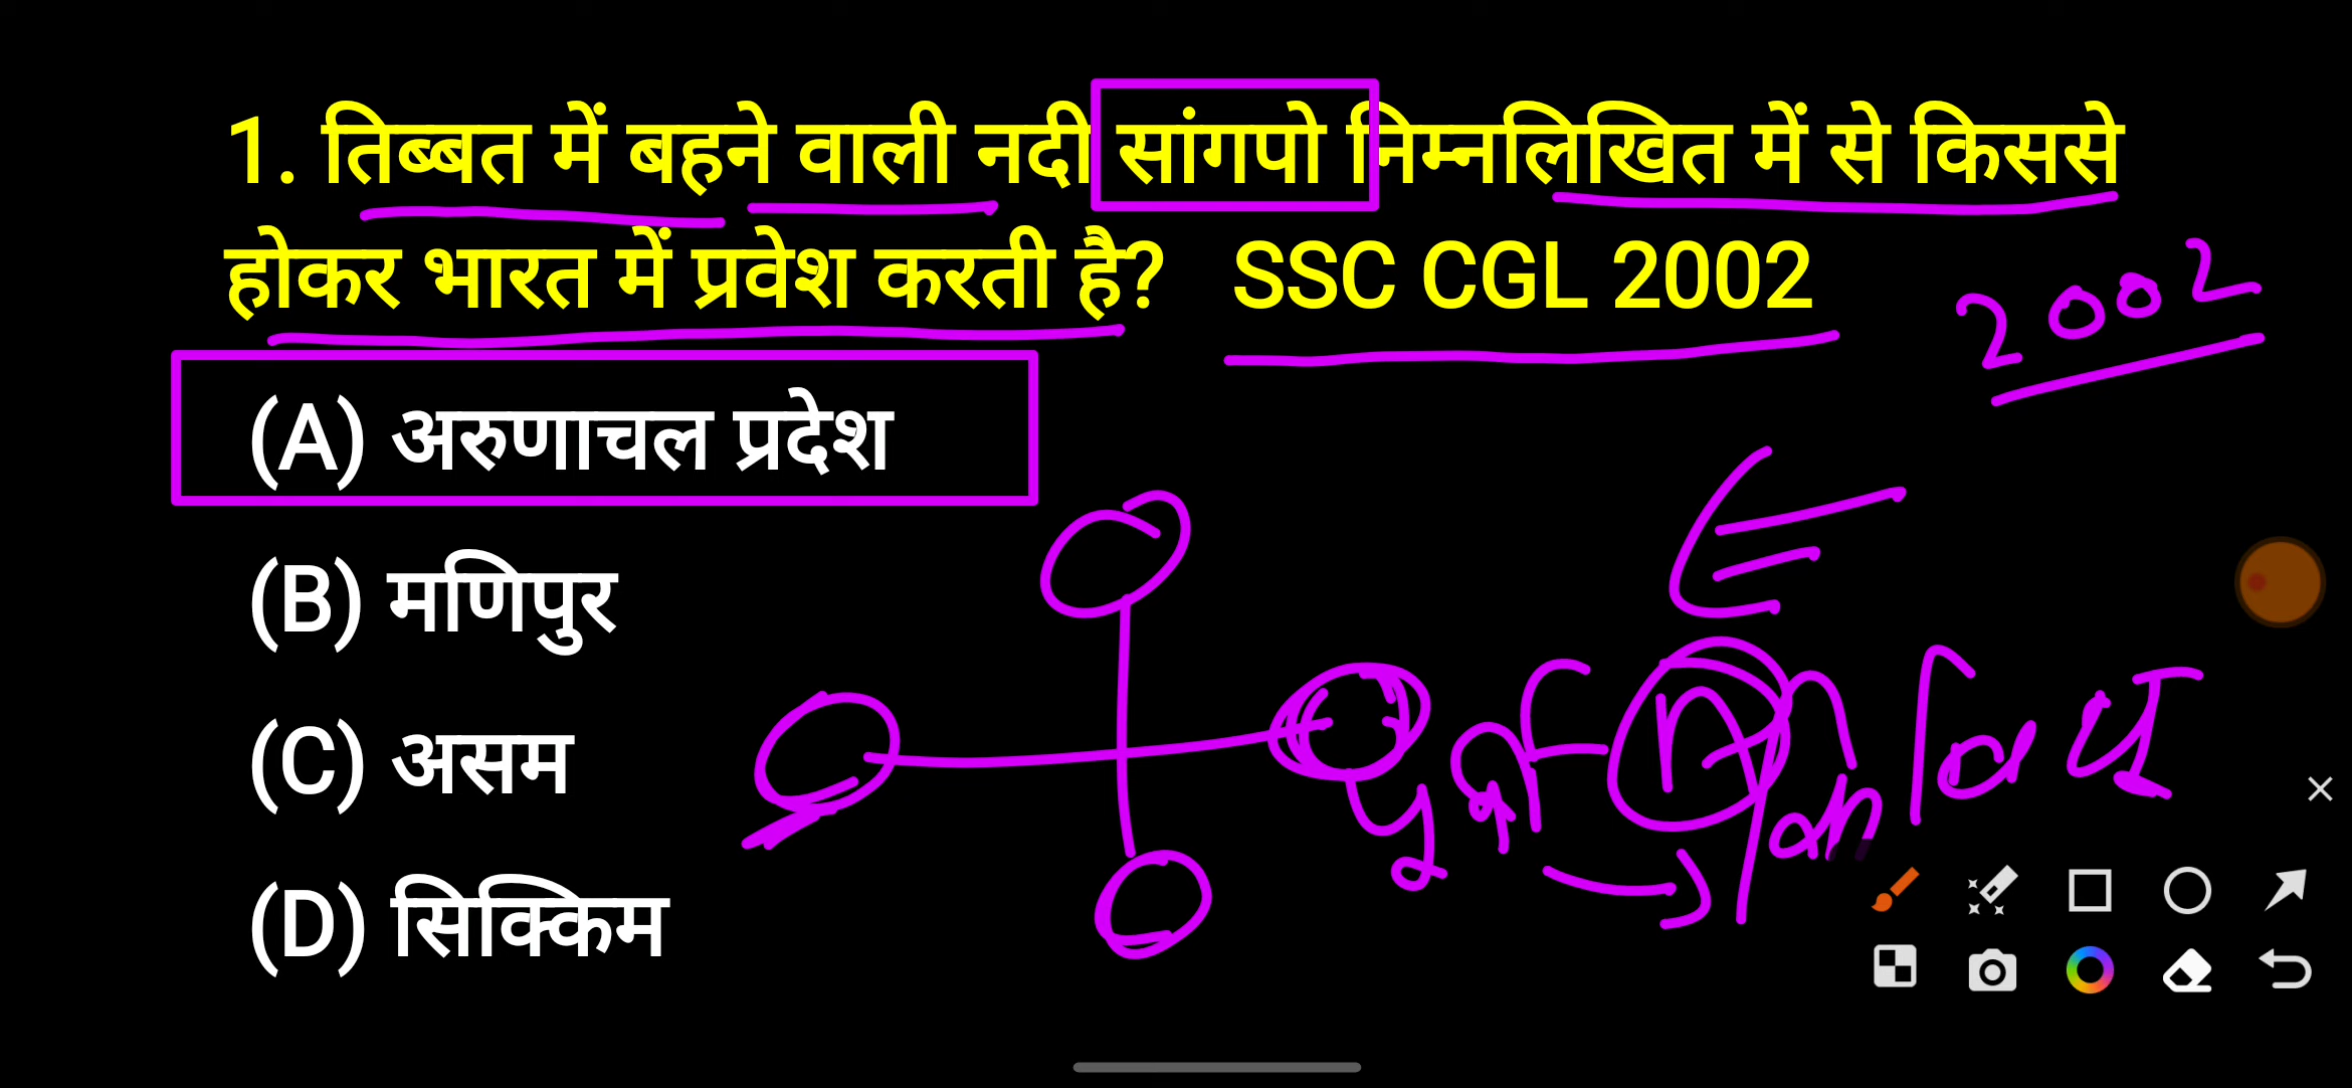 1. तिब्बत में बहने वाली नदी सांगपो निम्नलिखित में से किससे
होकर भारत में प्रवेश करती है? SSC CGL 2002
2002
(A) अरुणाचल प्रदेश
E
(B) मणिपुर
(C) असम
(D) सिक्किम